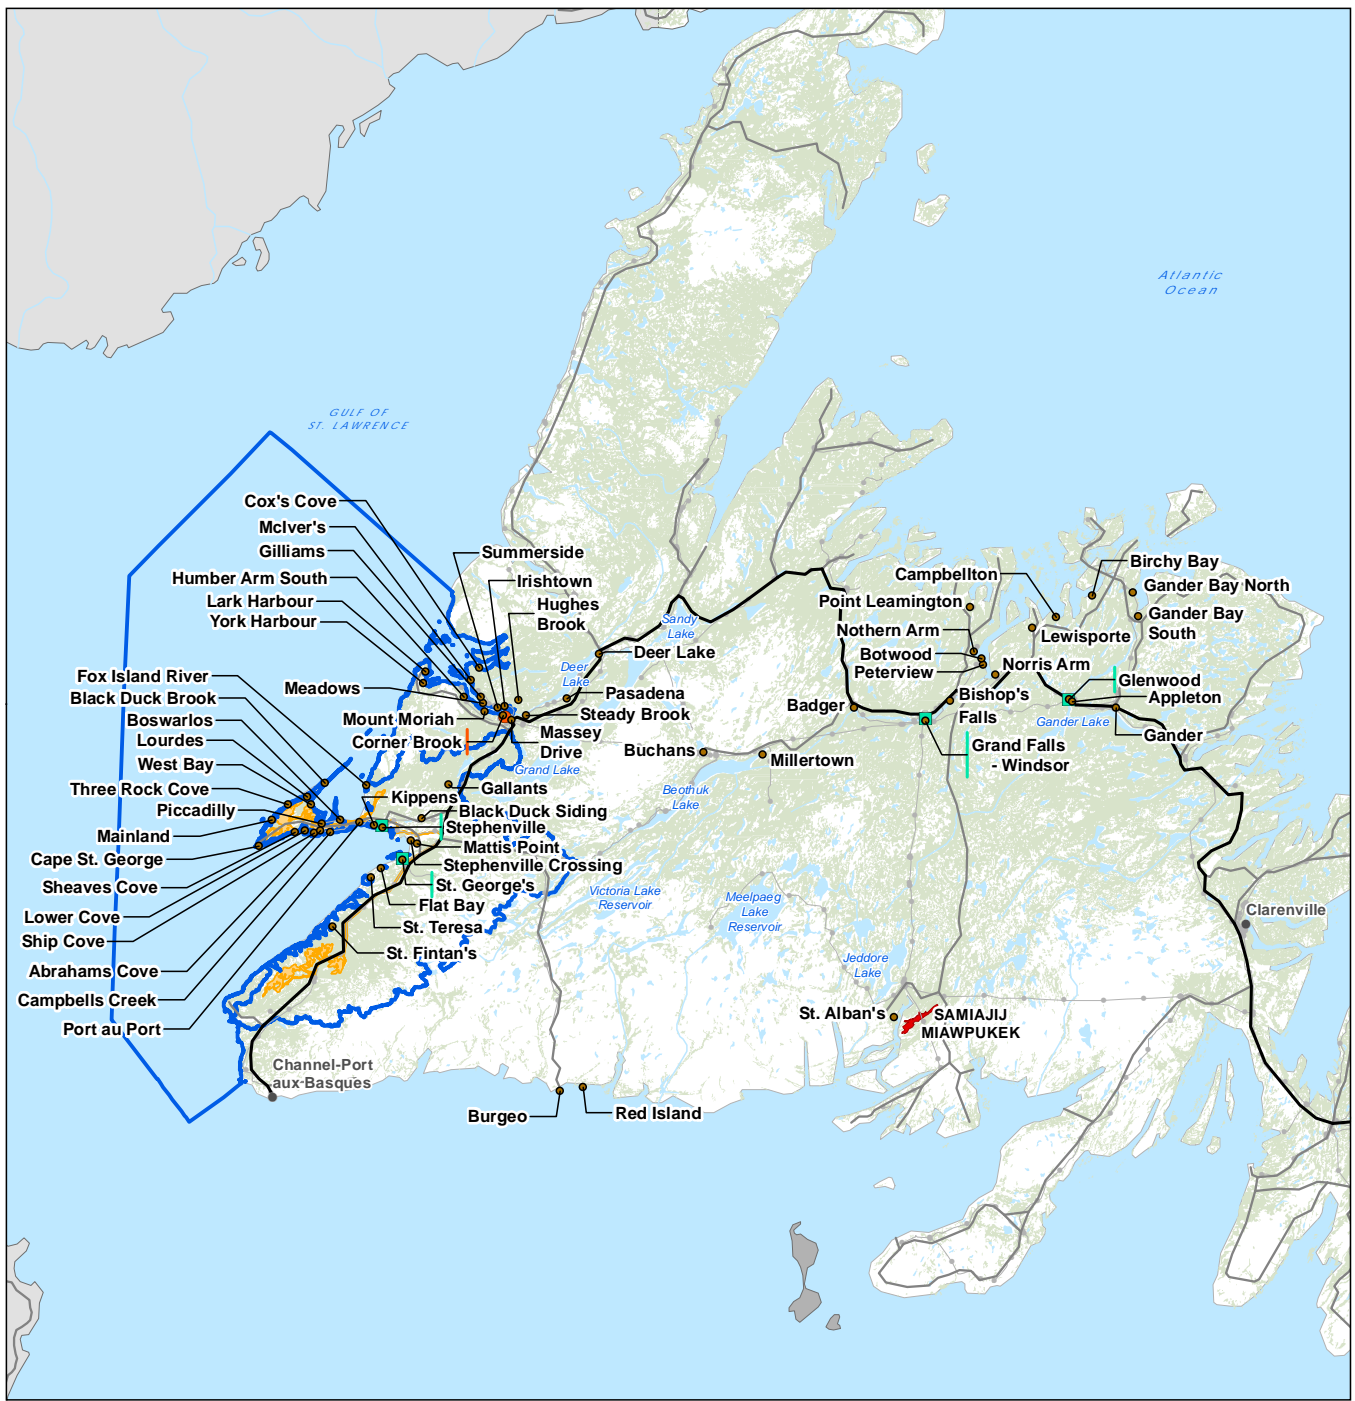 Atlantic
Ocean
GULF OF
ST. LAWRENCE
Cox's Cove
McIver's
Gilliams
Humber Arm South
Lark Harbour
York Harbour
Summerside
Irishtown
Hughes
Brook
Sandy
Lake
Deer Lake
Deer
Lake
Fox Island River
Black Duck Brook
Boswarlos
Lourdes
West Bay
Three Rock Cove
Piccadilly
Mainland
Cape St. George
Sheaves Cove
Lower Cove
Ship Cove
Abrahams Cove
Campbells Creek
Port au Port
Meadows
Mount Moriah
Corner Brook
Pasadena
Steady Brook
Massey
Drive
Grand Lake
Gallants
Kippens
Black Duck Siding
Stephenville
Mattis Point
Stephenville Crossing
St. George's
Flat Bay
St. Teresa
St. Fintan's
Channel-Port
aux-Basques
Buchans
Millertown
Beothuk
Lake
Victoria Lake
Reservoir
Meelpaeg
Lake
Reservoir
Jeddore
Lake
St. Alban's
SAMIAJIJ
MIAWPUKEK
Burgeo
Red Island
Campbellton
Point Leamington
Nothern Arm
Botwood
Peterview
Birchy Bay
Gander Bay North
Gander Bay
South
Lewisporte
Norris Arm
Glenwood
Appleton
Gander Lake
Gander
Badger
Bishop's
Falls
Grand Falls
- Windsor
Clarenville